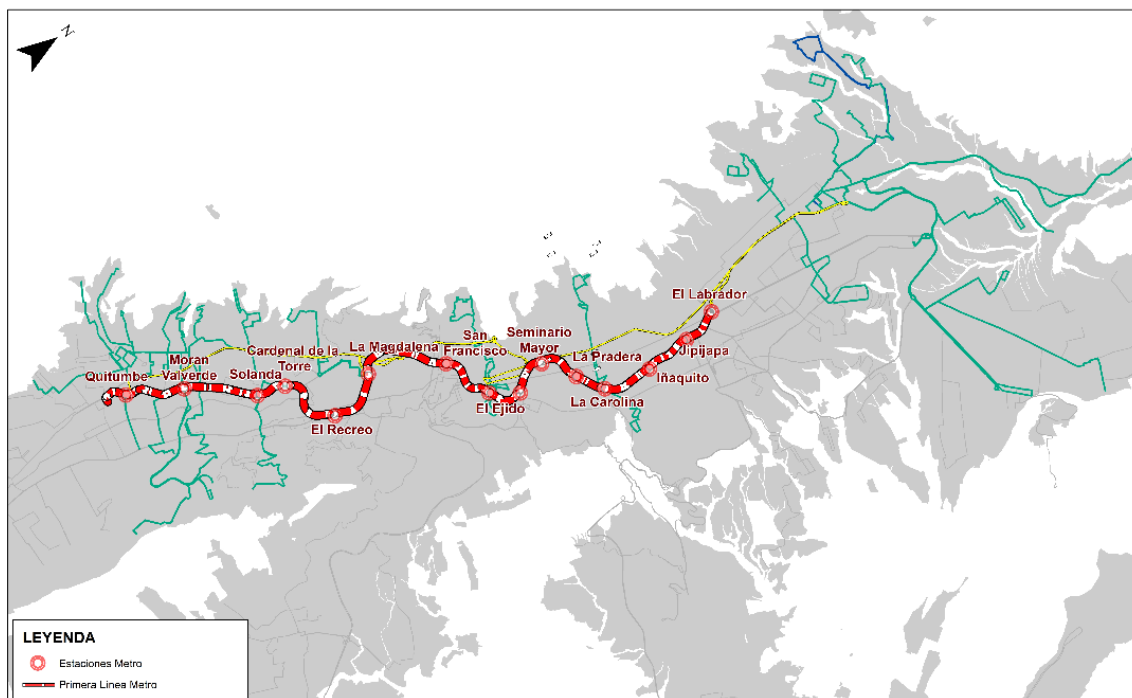 N
El Labrador
Seminario
Mayor
San
Francisco
La Magdalena
Cardenal de la
Torre
Moran
Valverde
Solanda
Quitumbe
La Pradera
Jipijapa
Iñaquito
La Carolina
El Ejido
El Recreo
LEYENDA
Estaciones Metro
Primera Linea Metro